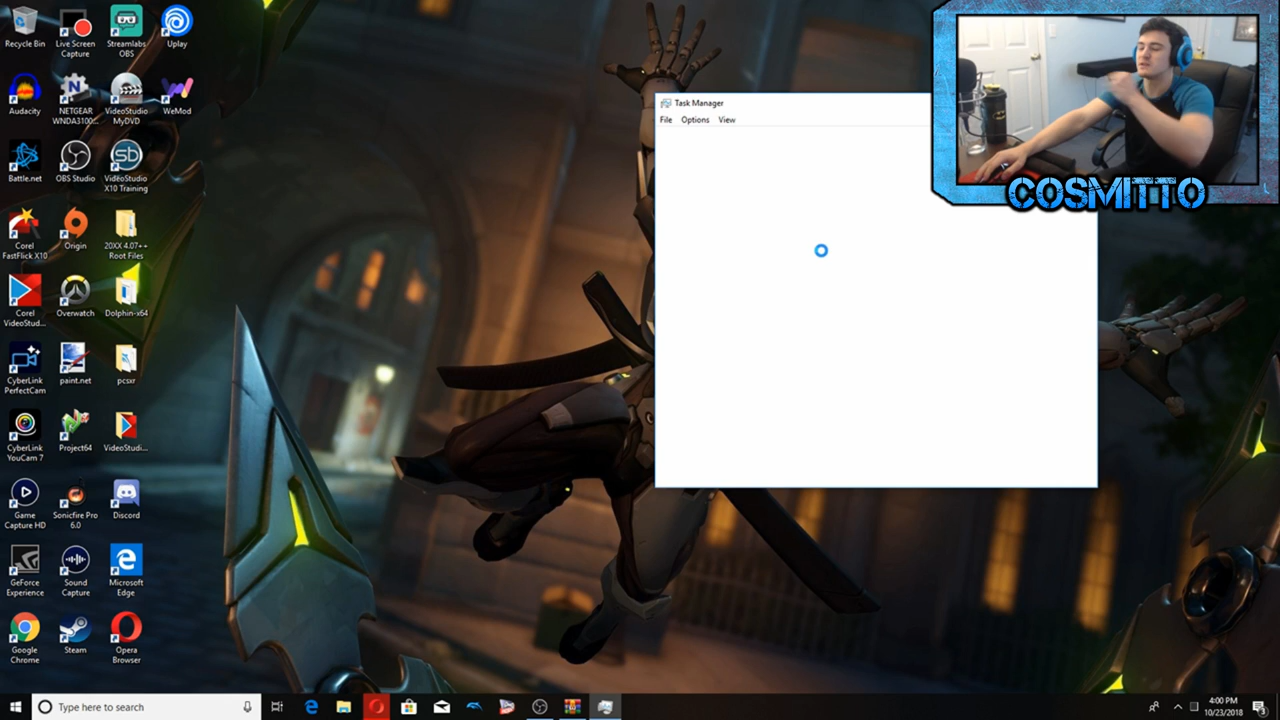 Recycle Bin
Live Screen
Capture
Streamlabs
OBS
Uplay
Audacity
NETGEAR
WNDA3100...
VideoStudio
MyDVD
WeMod
Battle.net
OBS Studio
VideoStudio
X10 Training
Corel
FastFlick X10
Origin
20XX 4.07++
Root Files
Corel
VideoStud...
Overwatch
Dolphin-x64
CyberLink
PerfectCam
paint.net
pcsxr
CyberLink
YouCam 7
Project64
VideoStudi...
Game
Capture HD
Sonicfire Pro
6.0
Discord
GeForce
Experience
Sound
Capture
Microsoft
Edge
Google
Chrome
Steam
Opera
Browser
Task Manager
File Options View
COSMITTO
Type here to search
4:00 PM
10/23/2018